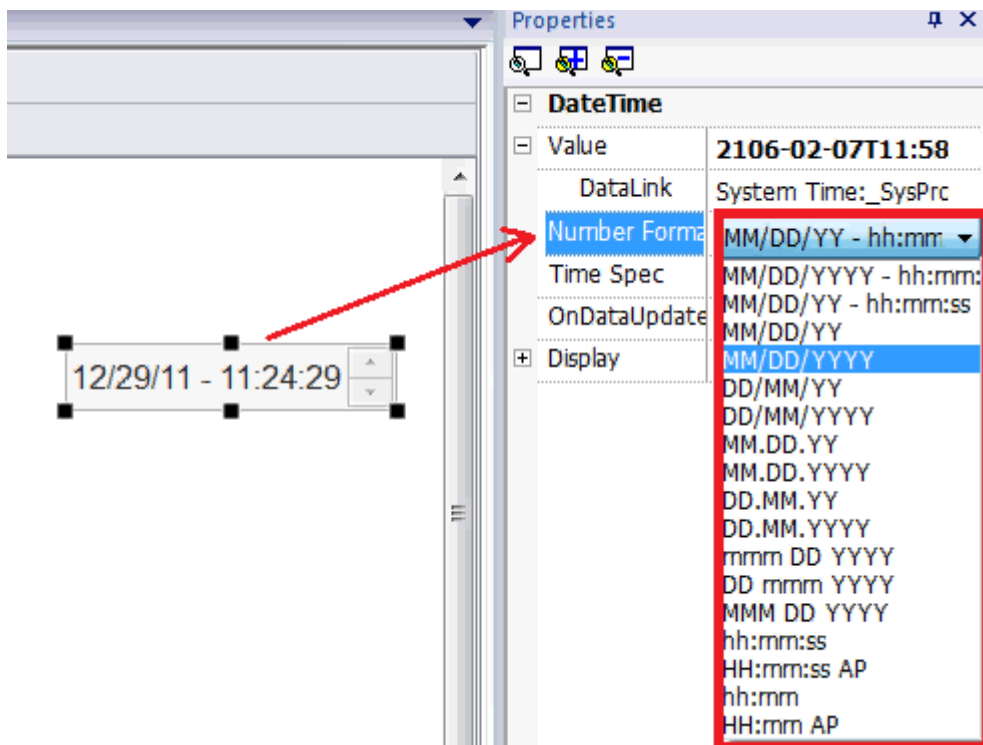 Properties
DateTime
Value 2106-02-07T11:58
DataLink System Time:_SysPrc
Number Forma MM/DD/YY - hh:mm
Time Spec MM/DD/YYYY - hh:mm:
MM/DD/YY - hh:mm:ss
OnDataUpdate MM/DD/YY
Display MM/DD/YYYY
12/29/11 - 11:24:29
DD/MM/YY
DD/MM/YYYY
MM.DD.YY
MM.DD.YYYY
DD.MM.YY
DD.MM.YYYY
mmm DD YYYY
DD mmm YYYY
MMM DD YYYY
hh:mm:ss
HH:mm:ss AP
hh:mm
HH:mm AP